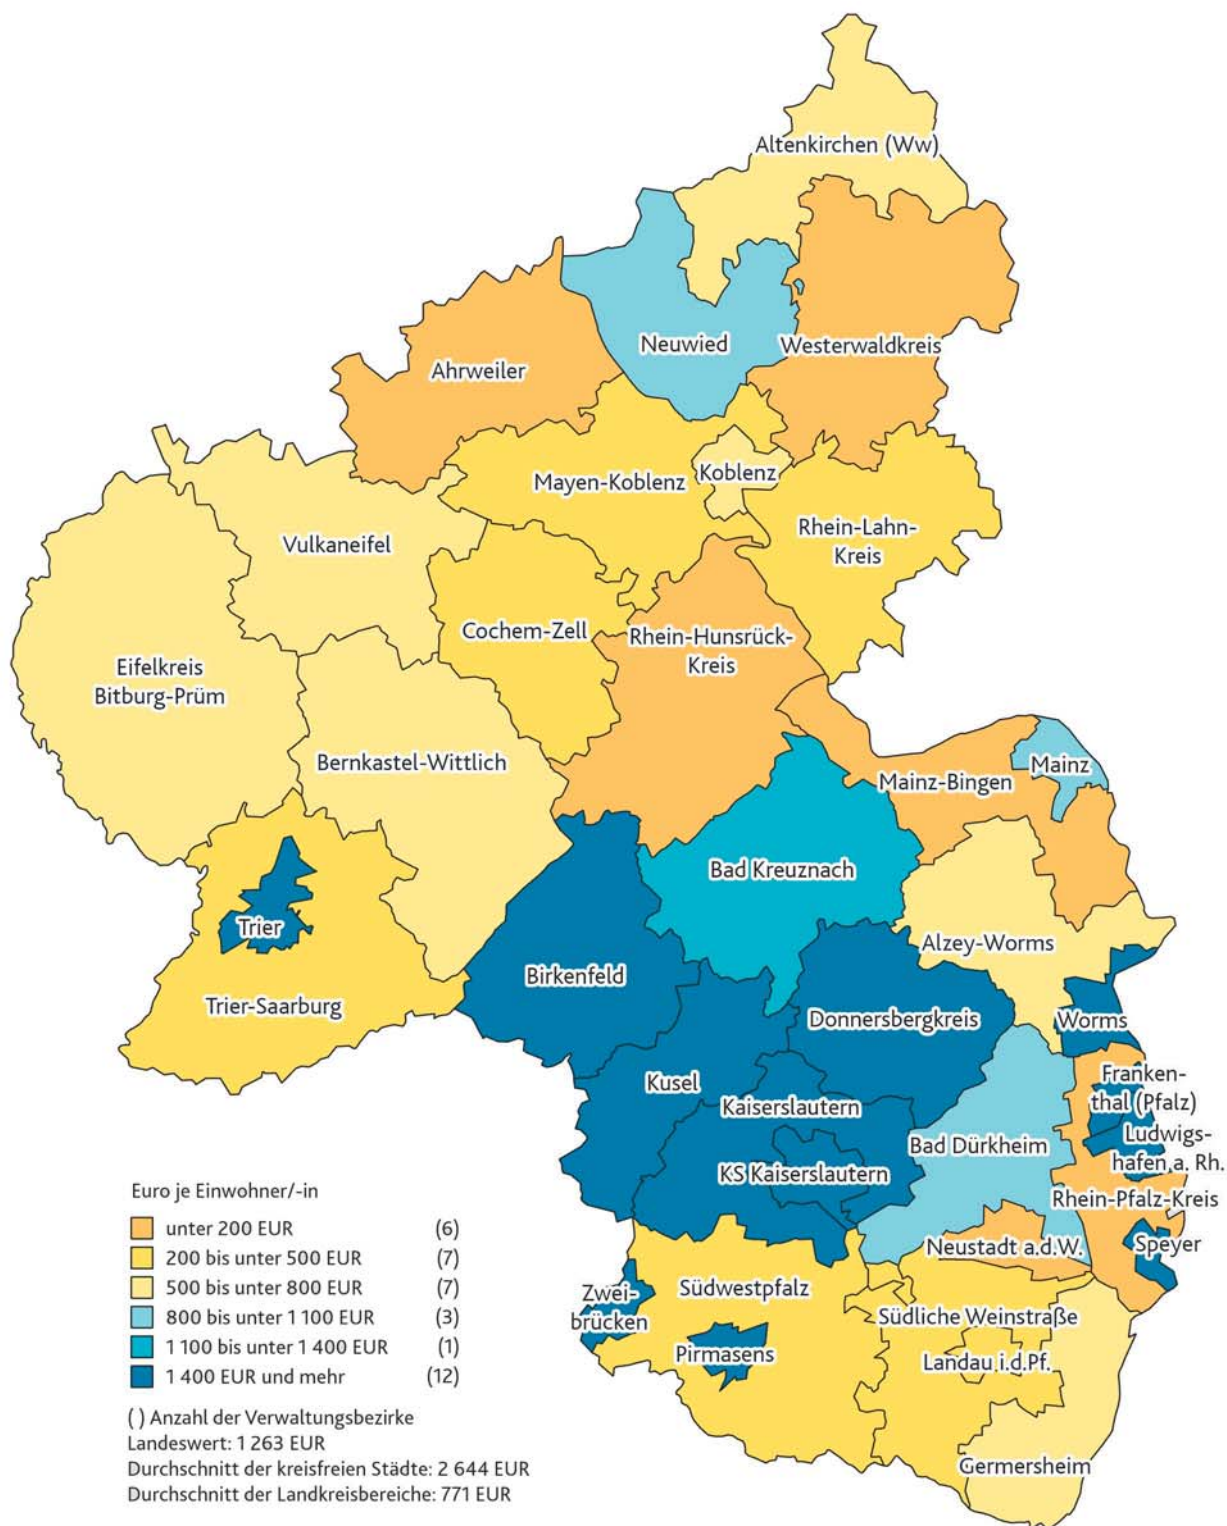 Altenkirchen (Ww)
Neuwied
Westerwaldkreis
Ahrweiler
Koblenz
Mayen-Koblenz
Rhein-Lahn-
Kreis
Vulkaneifel
Cochem-Zell
Rhein-Hunsrück-
Kreis
Eifelkreis
Bitburg-Prüm
Bernkastel-Wittlich
Mainz
Mainz-Bingen
Bad Kreuznach
Trier
Alzey-Worms
Birkenfeld
Trier-Saarburg
Donnersbergkreis
Worms
Kusel
Franken-
thal (Pfalz)
Kaiserslautern
Ludwigs-
hafen a. Rh.
Bad Dürkheim
KS Kaiserslautern
Rhein-Pfalz-Kreis
Neustadt a.d.W.
Speyer
Zwei-
brücken
Südwestpfalz
Südliche Weinstraße
Pirmasens
Landau i.d.Pf.
Germersheim
Euro je Einwohner/-in
unter 200 EUR (6)
200 bis unter 500 EUR (7)
500 bis unter 800 EUR (7)
800 bis unter 1 100 EUR (3)
1 100 bis unter 1 400 EUR (1)
1 400 EUR und mehr (12)
( ) Anzahl der Verwaltungsbezirke
Landeswert: 1 263 EUR
Durchschnitt der kreisfreien Städte: 2 644 EUR
Durchschnitt der Landkreisbereiche: 771 EUR